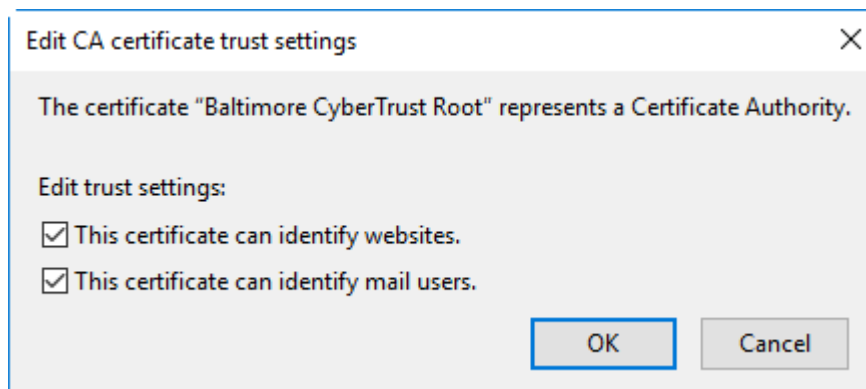 Edit CA certificate trust settings
The certificate “Baltimore CyberTrust Root” represents a Certificate Authority.
Edit trust settings:
This certificate can identify websites.
This certificate can identify mail users.
OK Cancel